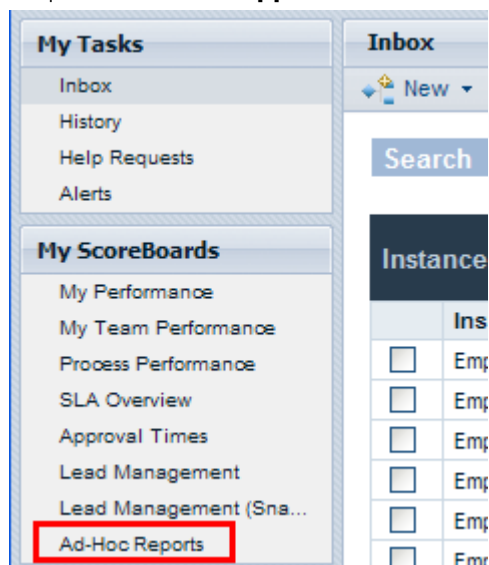 My Tasks
Inbox
History
Help Requests
Alerts
My ScoreBoards
My Performance
My Team Performance
Process Performance
SLA Overview
Approval Times
Lead Management
Lead Management (Sna...
Ad-Hoc Reports
Inbox
New
Search
Instance
Ins
Emp
Emp
Emp
Emp
Emp